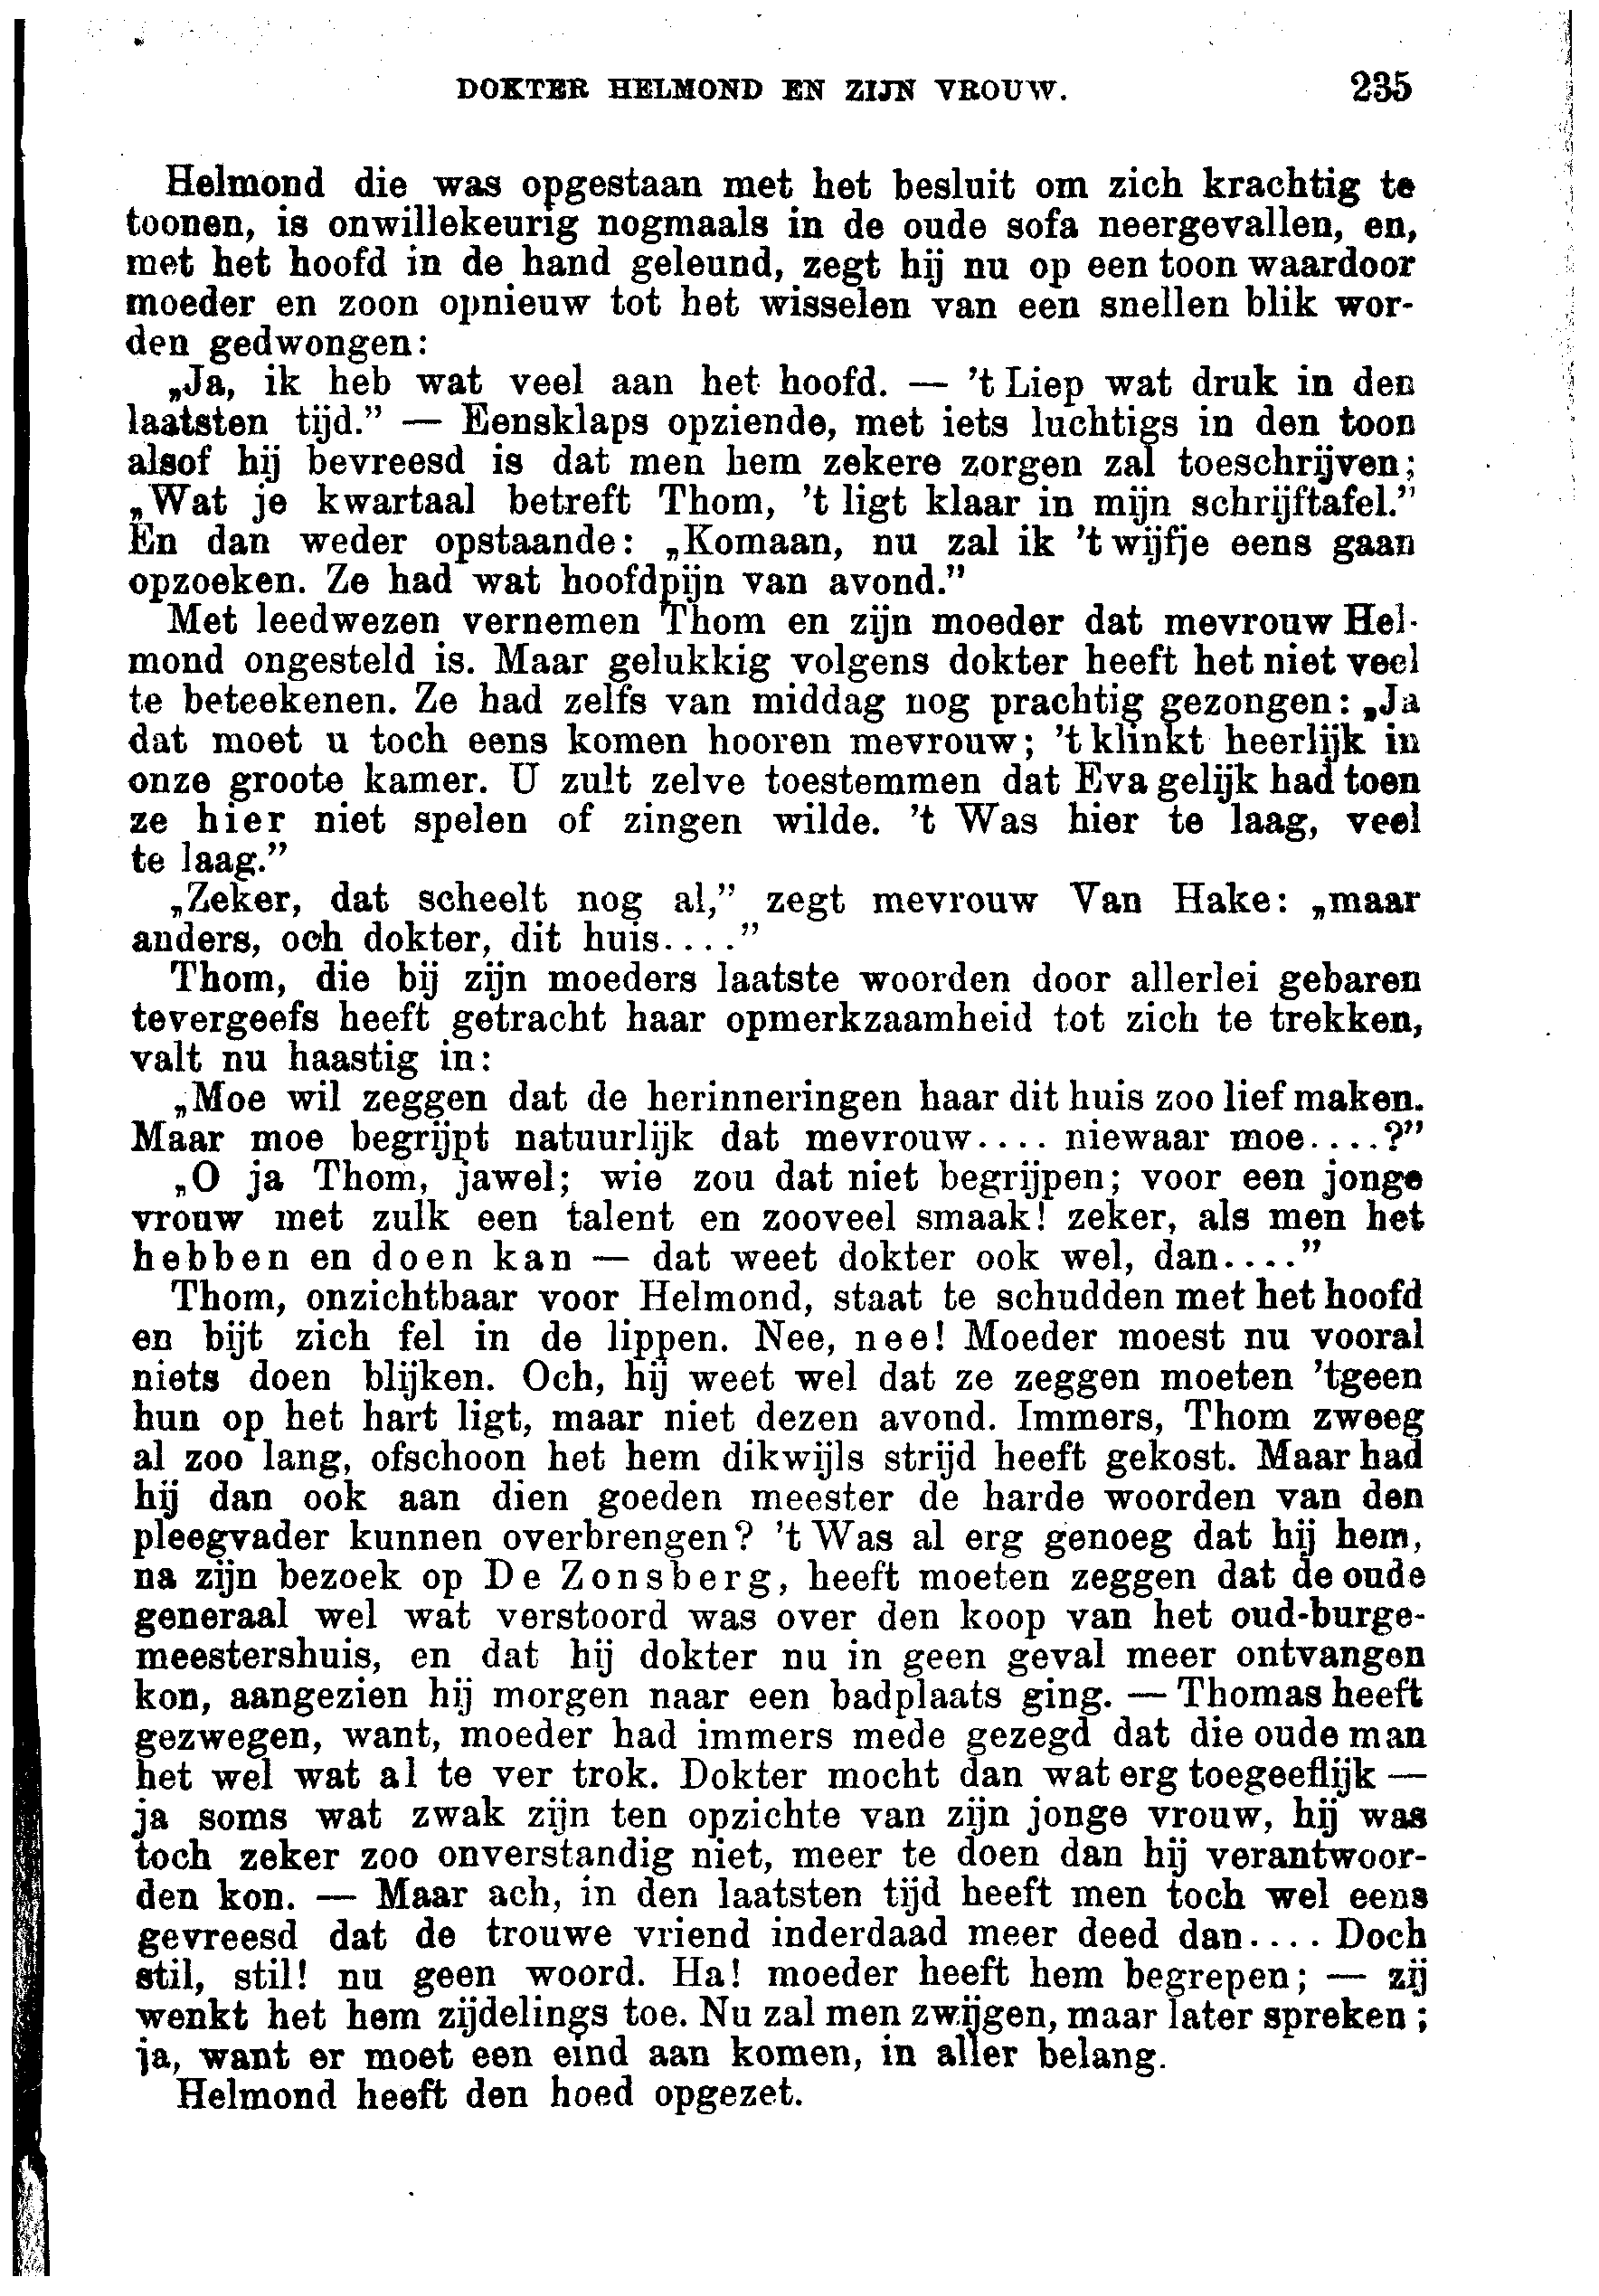 DOKTER HELMOND EN ZIJN VROUW. 235
Helmond die was opgestaan met het besluit om zich krachtig te
toonen, is onwillekeurig nogmaals in de oude sofa neergevallen, en,
met het hoofd in de hand geleund, zegt hij nu op een toon waardoor
moeder en zoon opnieuw tot het wisselen van een snellen blik wor-
den gedwongen:
„Ja, ik heb wat veel aan het hoofd. — 't Liep wat druk in den
laatsten tijd.” — Eensklaps opziende, met iets luchtigs in den toon
alsof hij bevreesd is dat men hem zekere zorgen zal toeschrijven;
„Wat je kwartaal betreft Thom, 't ligt klaar in mijn schrijftafel.”
En dan weder opstaande: „Komaan, nu zal ik 't wijfje eens gaan
opzoeken. Ze had wat hoofdpijn van avond.”
Met leedwezen vernemen Thom en zijn moeder dat mevrouw Hel-
mond ongesteld is. Maar gelukkig volgens dokter heeft het niet veel
te beteekenen. Ze had zelfs van middag nog prachtig gezongen: „Ja
dat moet u toch eens komen hooren mevrouw; 't klinkt heerlijk in
onze groote kamer. U zult zelve toestemmen dat Eva gelijk had toen
ze hier niet spelen of zingen wilde. 't Was hier te laag, veel
te laag.”
„Zeker, dat scheelt nog al,” zegt mevrouw Van Hake: „maar
anders, och dokter, dit huis....”
Thom, die bij zijn moeders laatste woorden door allerlei gebaren
tevergeefs heeft getracht haar opmerkzaamheid tot zich te trekken,
valt nu haastig in:
„Moe wil zeggen dat de herinneringen haar dit huis zoo lief maken.
Maar moe begrijpt natuurlijk dat mevrouw.... niewaar moe....?”
„O ja Thom, jawel; wie zou dat niet begrijpen; voor een jonge
vrouw met zulk een talent en zooveel smaak! zeker, als men het
hebben en doen kan — dat weet dokter ook wel, dan....”
Thom, onzichtbaar voor Helmond, staat te schudden met het hoofd
en bijt zich fel in de lippen. Nee, nee! Moeder moest nu vooral
niets doen blijken. Och, hij weet wel dat ze zeggen moeten 'tgeen
hun op het hart ligt, maar niet dezen avond. Immers, Thom zweeg
al zoo lang, ofschoon het hem dikwijls strijd heeft gekost. Maar had
hij dan ook aan dien goeden meester de harde woorden van den
pleegvader kunnen overbrengen? 't Was al erg genoeg dat hij hem,
na zijn bezoek op De Zonsberg, heeft moeten zeggen dat de oude
generaal wel wat verstoord was over den koop van het oud-burge-
meestershuis, en dat hij dokter nu in geen geval meer ontvangen
kon, aangezien hij morgen naar een badplaats ging. — Thomas heeft
gezwegen, want, moeder had immers mede gezegd dat die oude man
het wel wat al te ver trok. Dokter mocht dan wat erg toegeeflijk —
ja soms wat zwak zijn ten opzichte van zijn jonge vrouw, hij was
toch zeker zoo onverstandig niet, meer te doen dan hij verantwoor-
den kon. — Maar ach, in den laatsten tijd heeft men toch wel eens
gevreesd dat de trouwe vriend inderdaad meer deed dan.... Doch
stil, stil! nu geen woord. Ha! moeder heeft hem begrepen; — zij
wenkt het hem zijdelings toe. Nu zal men zwijgen, maar later spreken;
ja, want er moet een eind aan komen, in aller belang.
Helmond heeft den hoed opgezet.